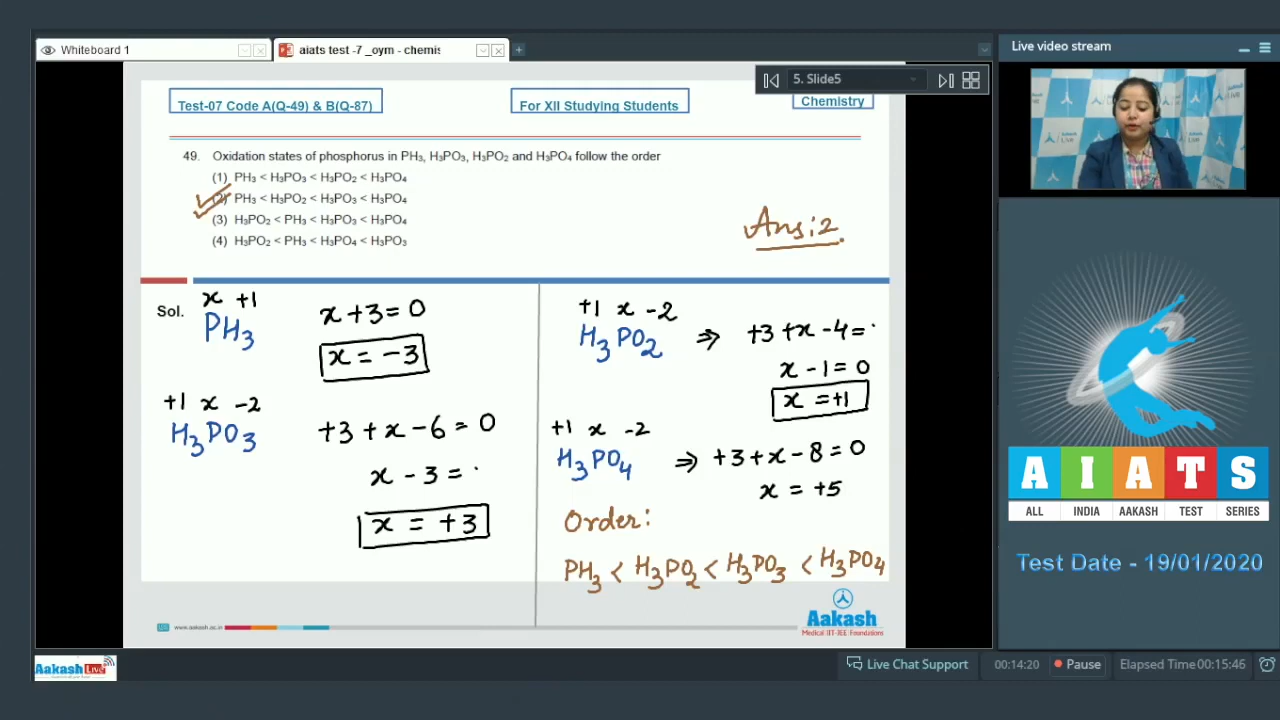 Whiteboard 1
aiats test -7 _oym - chemis
Live video stream
5. Slide5
Test-07 Code A(Q-49) & B(Q-87)
For XII Studying Students
Chemistry
49. Oxidation states of phosphorus in PH₃, H₃PO₃, H₃PO₂ and H₃PO₄ follow the order
(1) PH₃ < H₃PO₃ < H₃PO₂ < H₃PO₄
(2) PH₃ < H₃PO₂ < H₃PO₃ < H₃PO₄
(3) H₃PO₂ < PH₃ < H₃PO₃ < H₃PO₄
(4) H₃PO₂ < PH₃ < H₃PO₄ < H₃PO₃
Ans:2.
Sol.
x +1
PH₃
x + 3 = 0
x = -3
+1 x -2
H₃PO₃
+3 + x - 6 = 0
x - 3 = ·
x = +3
+1 x -2
H₃PO₂ ⇒ +3 + x - 4 = ·
x - 1 = 0
x = +1
+1 x -2
H₃PO₄ ⇒ +3 + x - 8 = 0
x = +5
Order:
PH₃ < H₃PO₂ < H₃PO₃ < H₃PO₄
www.aakash.ac.in
Aakash
Medical|IIT-JEE|Foundations
AIATS
ALL INDIA AAKASH TEST SERIES
Test Date - 19/01/2020
Aakash Live
Live Chat Support
00:14:20
Pause
Elapsed Time 00:15:46